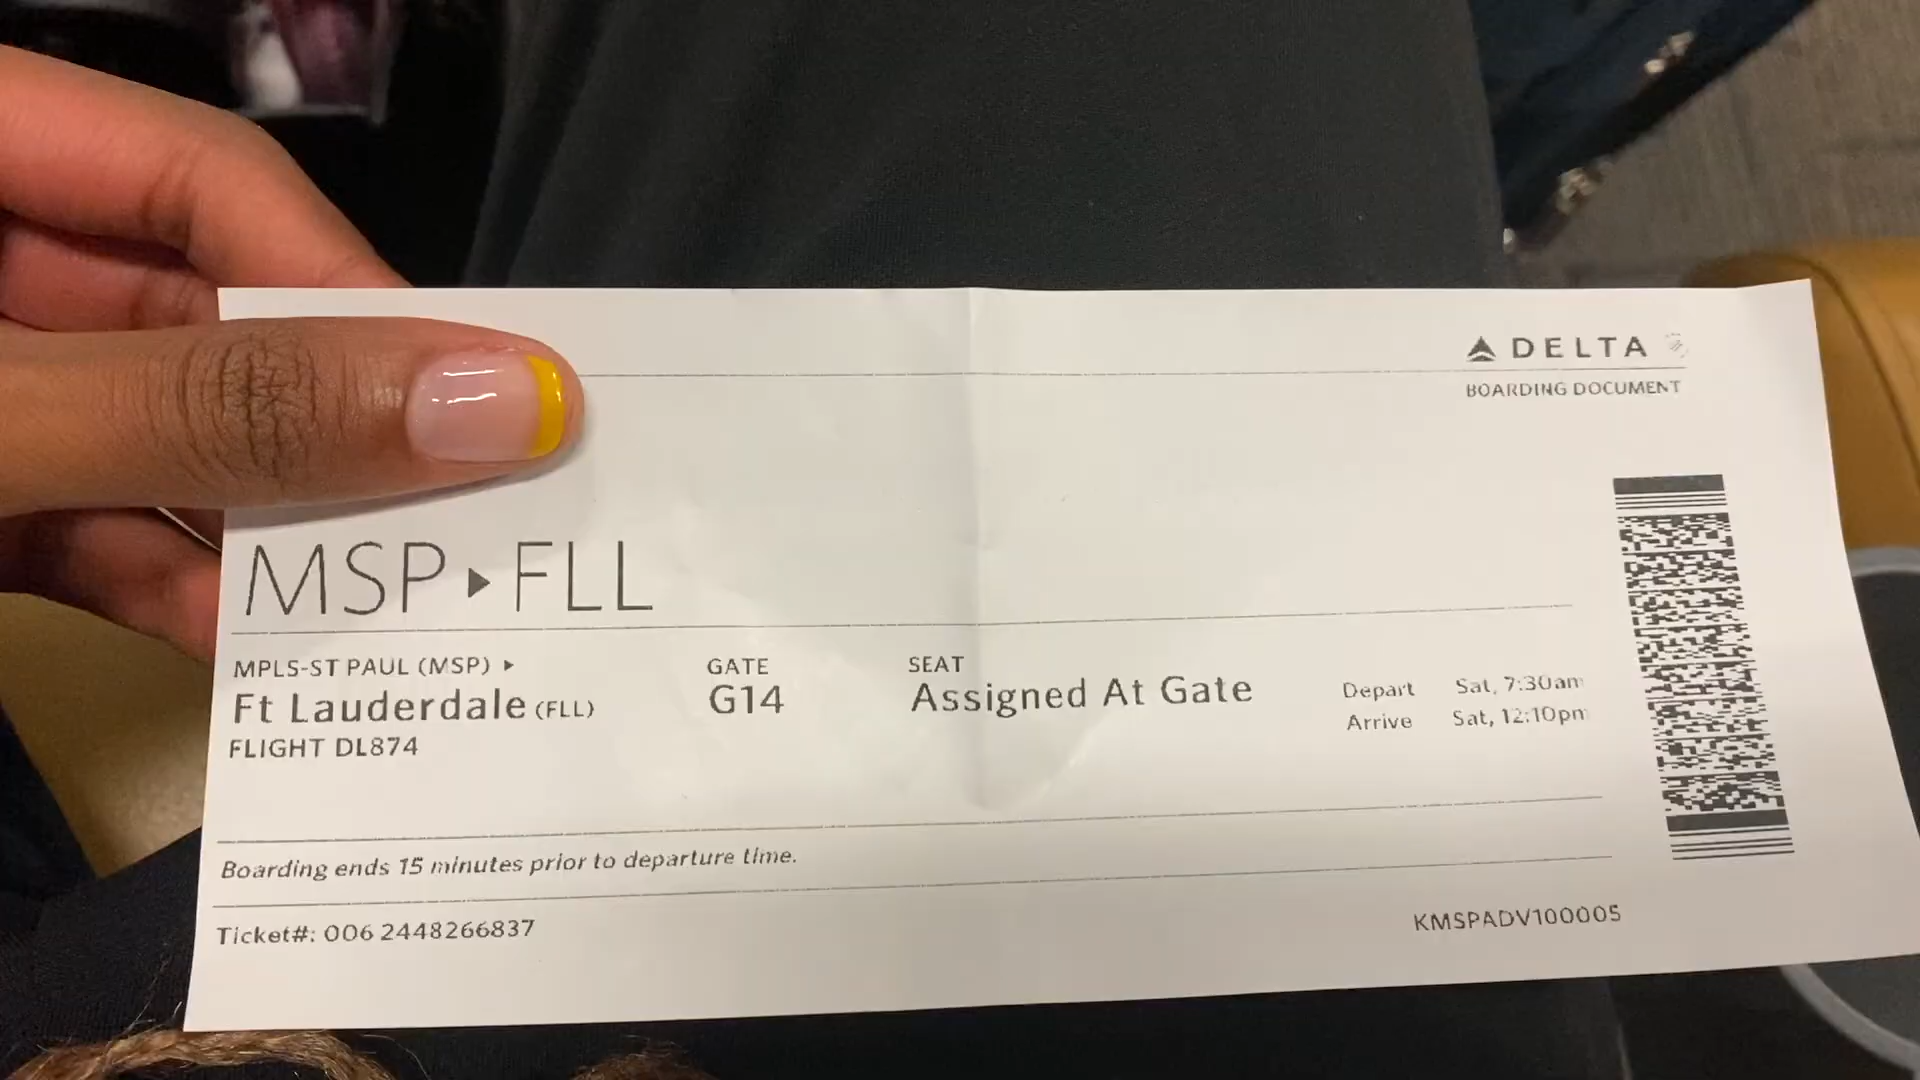 DELTA
BOARDING DOCUMENT
MSP▸FLL
MPLS-ST PAUL (MSP) ▸
Ft Lauderdale (FLL)
FLIGHT DL874
GATE
G14
SEAT
Assigned At Gate
Depart Sat, 7:30am
Arrive Sat, 12:10pm
Boarding ends 15 minutes prior to departure time.
Ticket#: 006 2448266837
KMSPADV100005